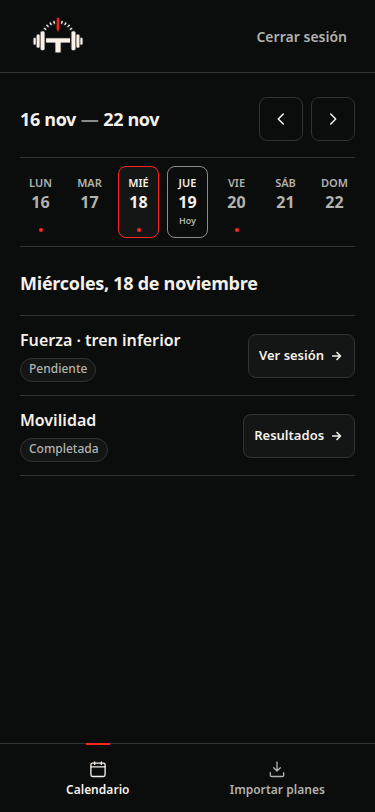 Cerrar sesión
16 nov — 22 nov
LUN MAR MIÉ JUE VIE SÁB DOM
16 17 18 19 20 21 22
Hoy
Miércoles, 18 de noviembre
Fuerza · tren inferior
Pendiente
Ver sesión →
Movilidad
Completada
Resultados →
Calendario
Importar planes